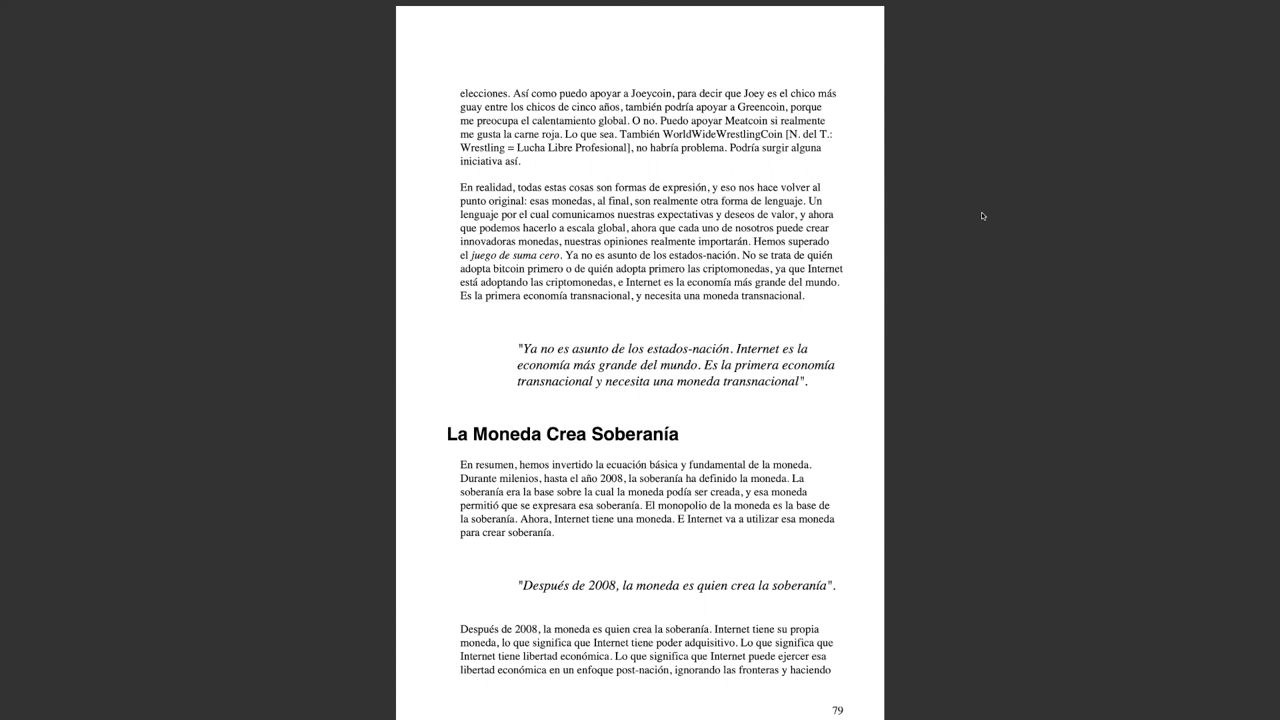 elecciones. Así como puedo apoyar a Joeycoin, para decir que Joey es el chico más
guay entre los chicos de cinco años, también podría apoyar a Greencoin, porque
me preocupa el calentamiento global. O no. Puedo apoyar Meatcoin si realmente
me gusta la carne roja. Lo que sea. También WorldWideWrestlingCoin [N. del T.:
Wrestling = Lucha Libre Profesional], no habría problema. Podría surgir alguna
iniciativa así.
En realidad, todas estas cosas son formas de expresión, y eso nos hace volver al
punto original: esas monedas, al final, son realmente otra forma de lenguaje. Un
lenguaje por el cual comunicamos nuestras expectativas y deseos de valor, y ahora
que podemos hacerlo a escala global, ahora que cada uno de nosotros puede crear
innovadoras monedas, nuestras opiniones realmente importarán. Hemos superado
el juego de suma cero. Ya no es asunto de los estados-nación. No se trata de quién
adopta bitcoin primero o de quién adopta primero las criptomonedas, ya que Internet
está adoptando las criptomonedas, e Internet es la economía más grande del mundo.
Es la primera economía transnacional, y necesita una moneda transnacional.
"Ya no es asunto de los estados-nación. Internet es la
economía más grande del mundo. Es la primera economía
transnacional y necesita una moneda transnacional".
La Moneda Crea Soberanía
En resumen, hemos invertido la ecuación básica y fundamental de la moneda.
Durante milenios, hasta el año 2008, la soberanía ha definido la moneda. La
soberanía era la base sobre la cual la moneda podía ser creada, y esa moneda
permitió que se expresara esa soberanía. El monopolio de la moneda es la base de
la soberanía. Ahora, Internet tiene una moneda. E Internet va a utilizar esa moneda
para crear soberanía.
"Después de 2008, la moneda es quien crea la soberanía".
Después de 2008, la moneda es quien crea la soberanía. Internet tiene su propia
moneda, lo que significa que Internet tiene poder adquisitivo. Lo que significa que
Internet tiene libertad económica. Lo que significa que Internet puede ejercer esa
libertad económica en un enfoque post-nación, ignorando las fronteras y haciendo
79